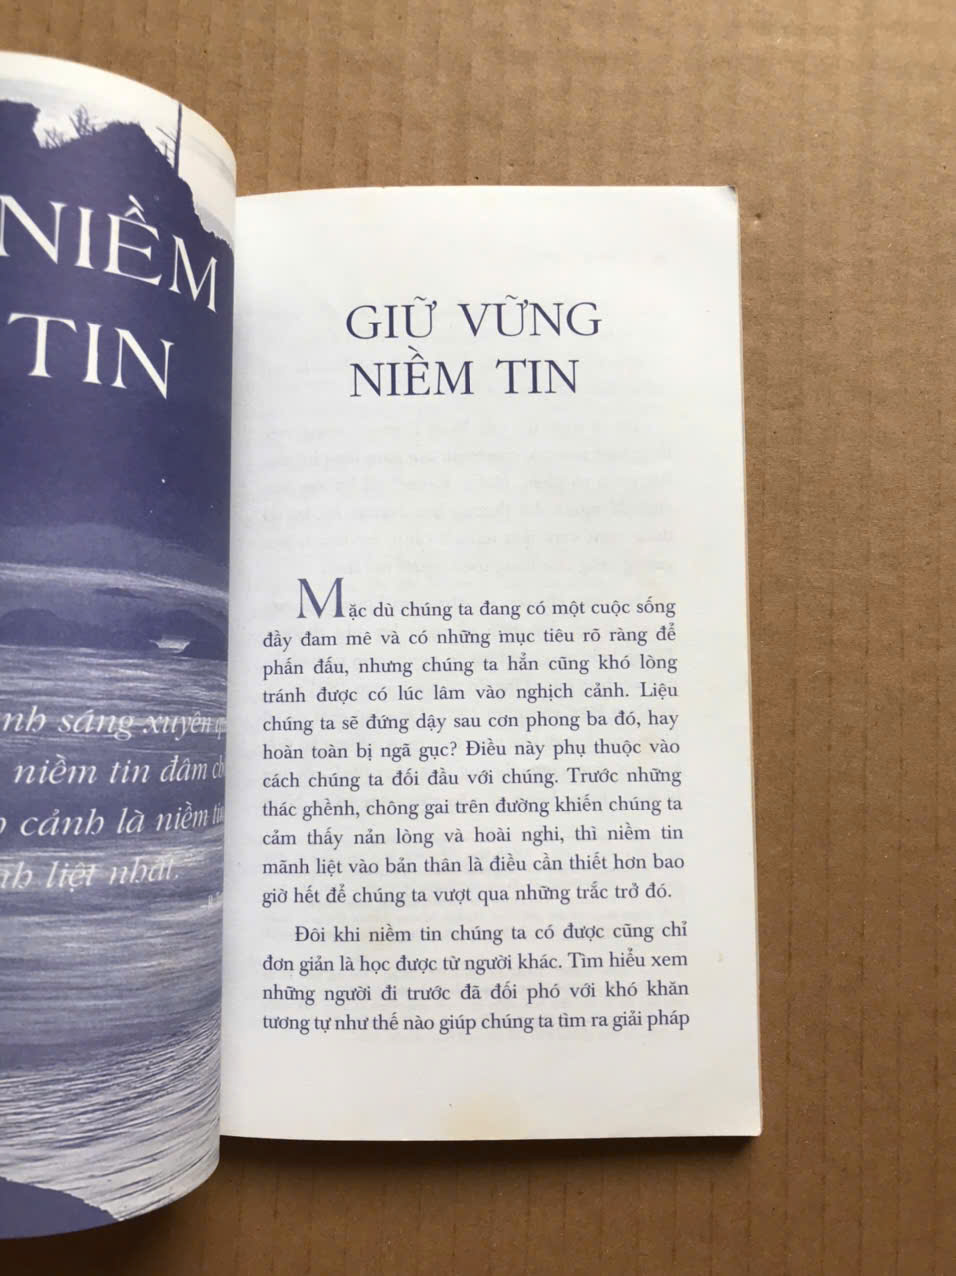 NIỀM
TIN
sáng xuyên
niềm tin đâm
cảnh là niềm
liệt nhất.
GIỮ VỮNG
NIỀM TIN
Mặc dù chúng ta đang có một cuộc sống
đầy đam mê và có những mục tiêu rõ ràng để
phấn đấu, nhưng chúng ta hẳn cũng khó lòng
tránh được có lúc lâm vào nghịch cảnh. Liệu
chúng ta sẽ đứng dậy sau cơn phong ba đó, hay
hoàn toàn bị ngã gục? Điều này phụ thuộc vào
cách chúng ta đối đầu với chúng. Trước những
thác ghềnh, chông gai trên đường khiến chúng ta
cảm thấy nản lòng và hoài nghi, thì niềm tin
mãnh liệt vào bản thân là điều cần thiết hơn bao
giờ hết để chúng ta vượt qua những trắc trở đó.
Đôi khi niềm tin chúng ta có được cũng chỉ
đơn giản là học được từ người khác. Tìm hiểu xem
những người đi trước đã đối phó với khó khăn
tương tự như thế nào giúp chúng ta tìm ra giải pháp